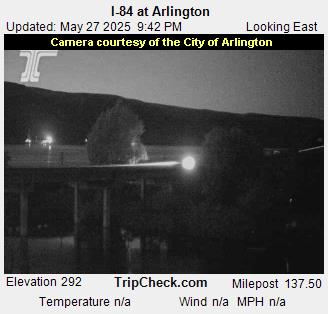 I-84 at Arlington
Updated: May 27 2025 9:42 PM Looking East
Camera courtesy of the City of Arlington
Elevation 292 TripCheck.com Milepost 137.50
Temperature n/a Wind n/a MPH n/a